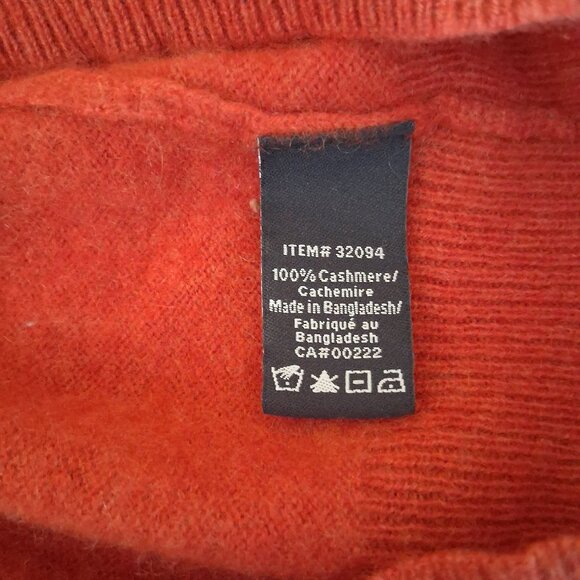 ITEM# 32094
100% Cashmere/
Cachemire
Made in Bangladesh/
Fabriqué au
Bangladesh
CA#00222